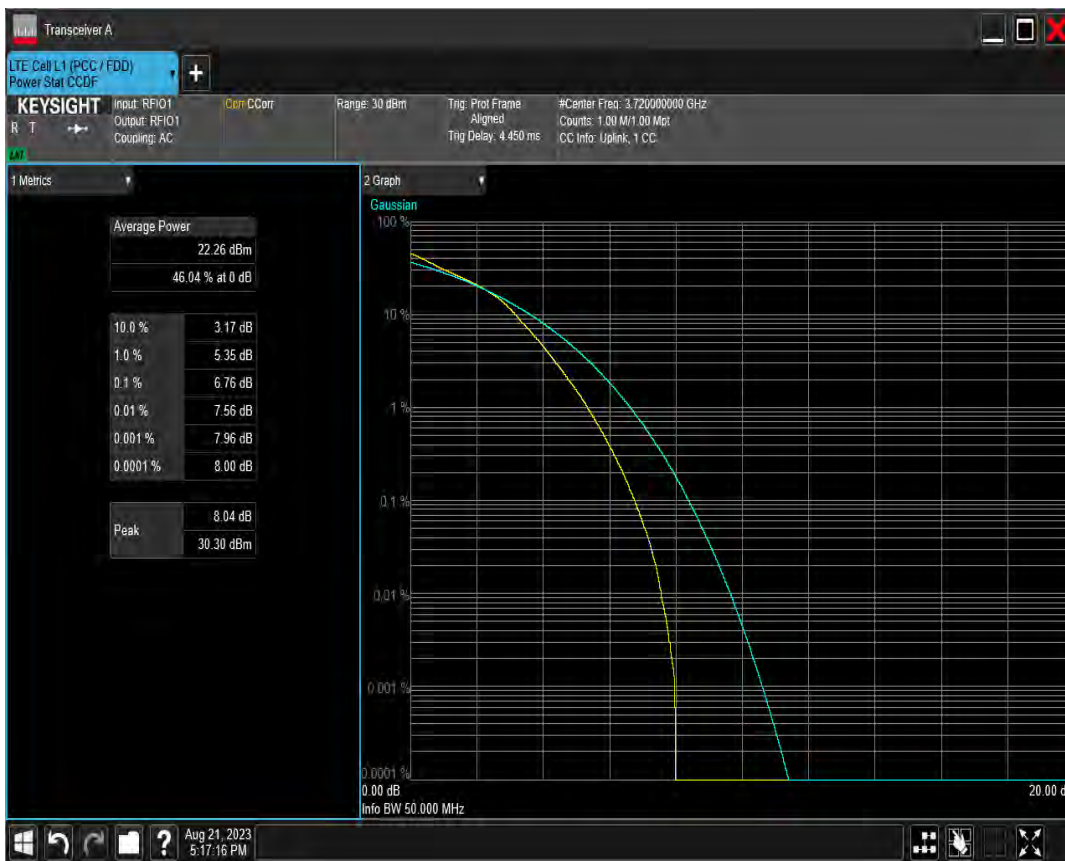 Transceiver A
LTE Cell L1 (PCC / FDD)
Power Stat CCDF
+
KEYSIGHT
R T
LXI
Input: RFIO1
Output: RFIO1
Coupling: AC
Corr CCorr
Range: 30 dBm
Trig: Prot Frame
Aligned
Trig Delay: 4.450 ms
#Center Freq: 3.720000000 GHz
Counts: 1.00 M/1.00 Mpt
CC Info: Uplink, 1 CC
1 Metrics
Average Power
22.26 dBm
46.04 % at 0 dB
10.0 % 3.17 dB
1.0 % 5.35 dB
0.1 % 6.76 dB
0.01 % 7.56 dB
0.001 % 7.96 dB
0.0001 % 8.00 dB
Peak
8.04 dB
30.30 dBm
2 Graph
Gaussian
100 %
10 %
1 %
0.1 %
0.01 %
0.001 %
0.0001 %
0.00 dB
20.00 d
Info BW 50.000 MHz
?
Aug 21, 2023
5:17:16 PM